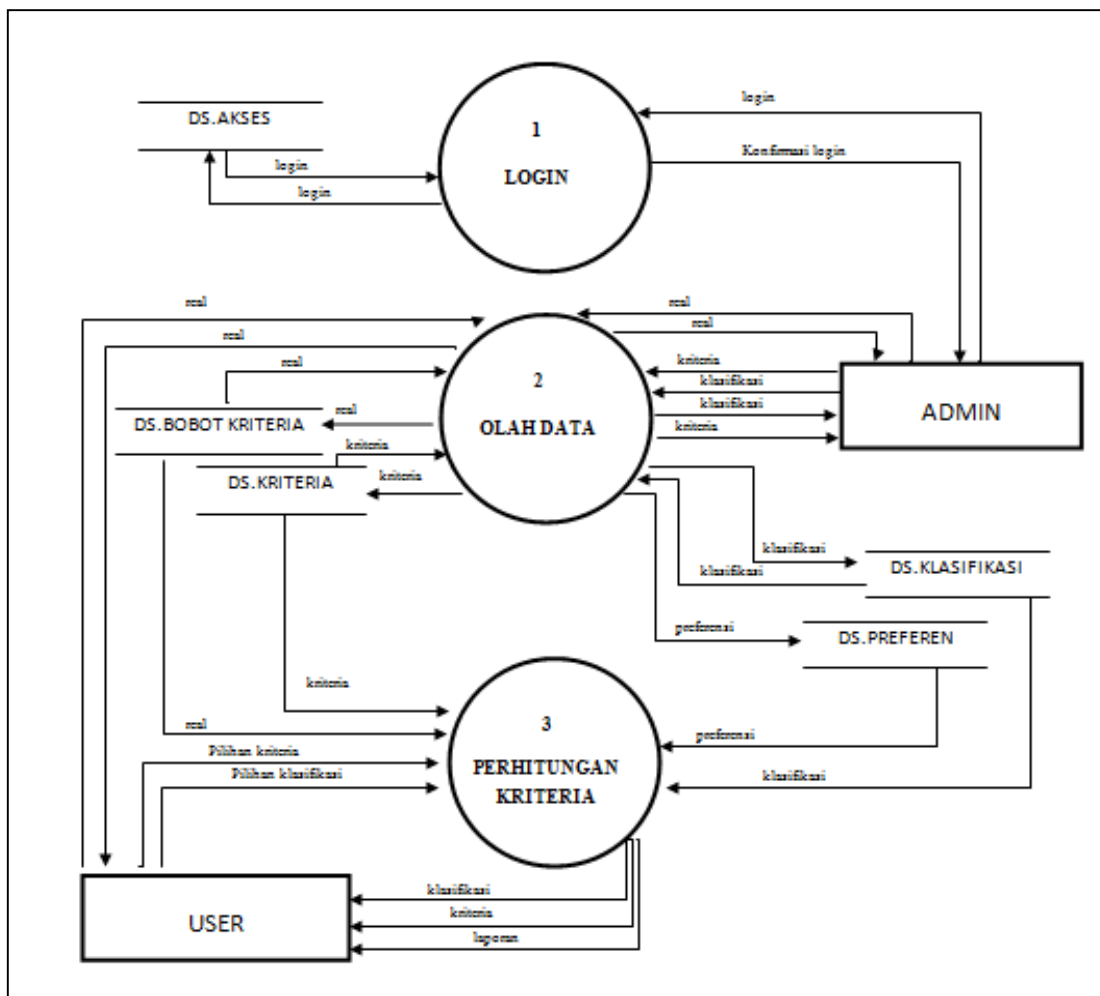 login
1
DS.AKSES
Konfirmasi login
login
LOGIN
login
real
real
real
real
real
kriteria
2
klasifikasi
real
klasifikasi
ADMIN
DS.BOBOT KRITERIA
OLAH DATA
kriteria
kriteria
kriteria
DS.KRITERIA
klasifikasi
klasifikasi
DS.KLASIFIKASI
preferensi
DS.PREFEREN
kriteria
real
3
preferensi
Pilihan kriteria
PERHITUNGAN
KRITERIA
Pilihan klasifikasi
klasifikasi
klasifikasi
kriteria
USER
laporan